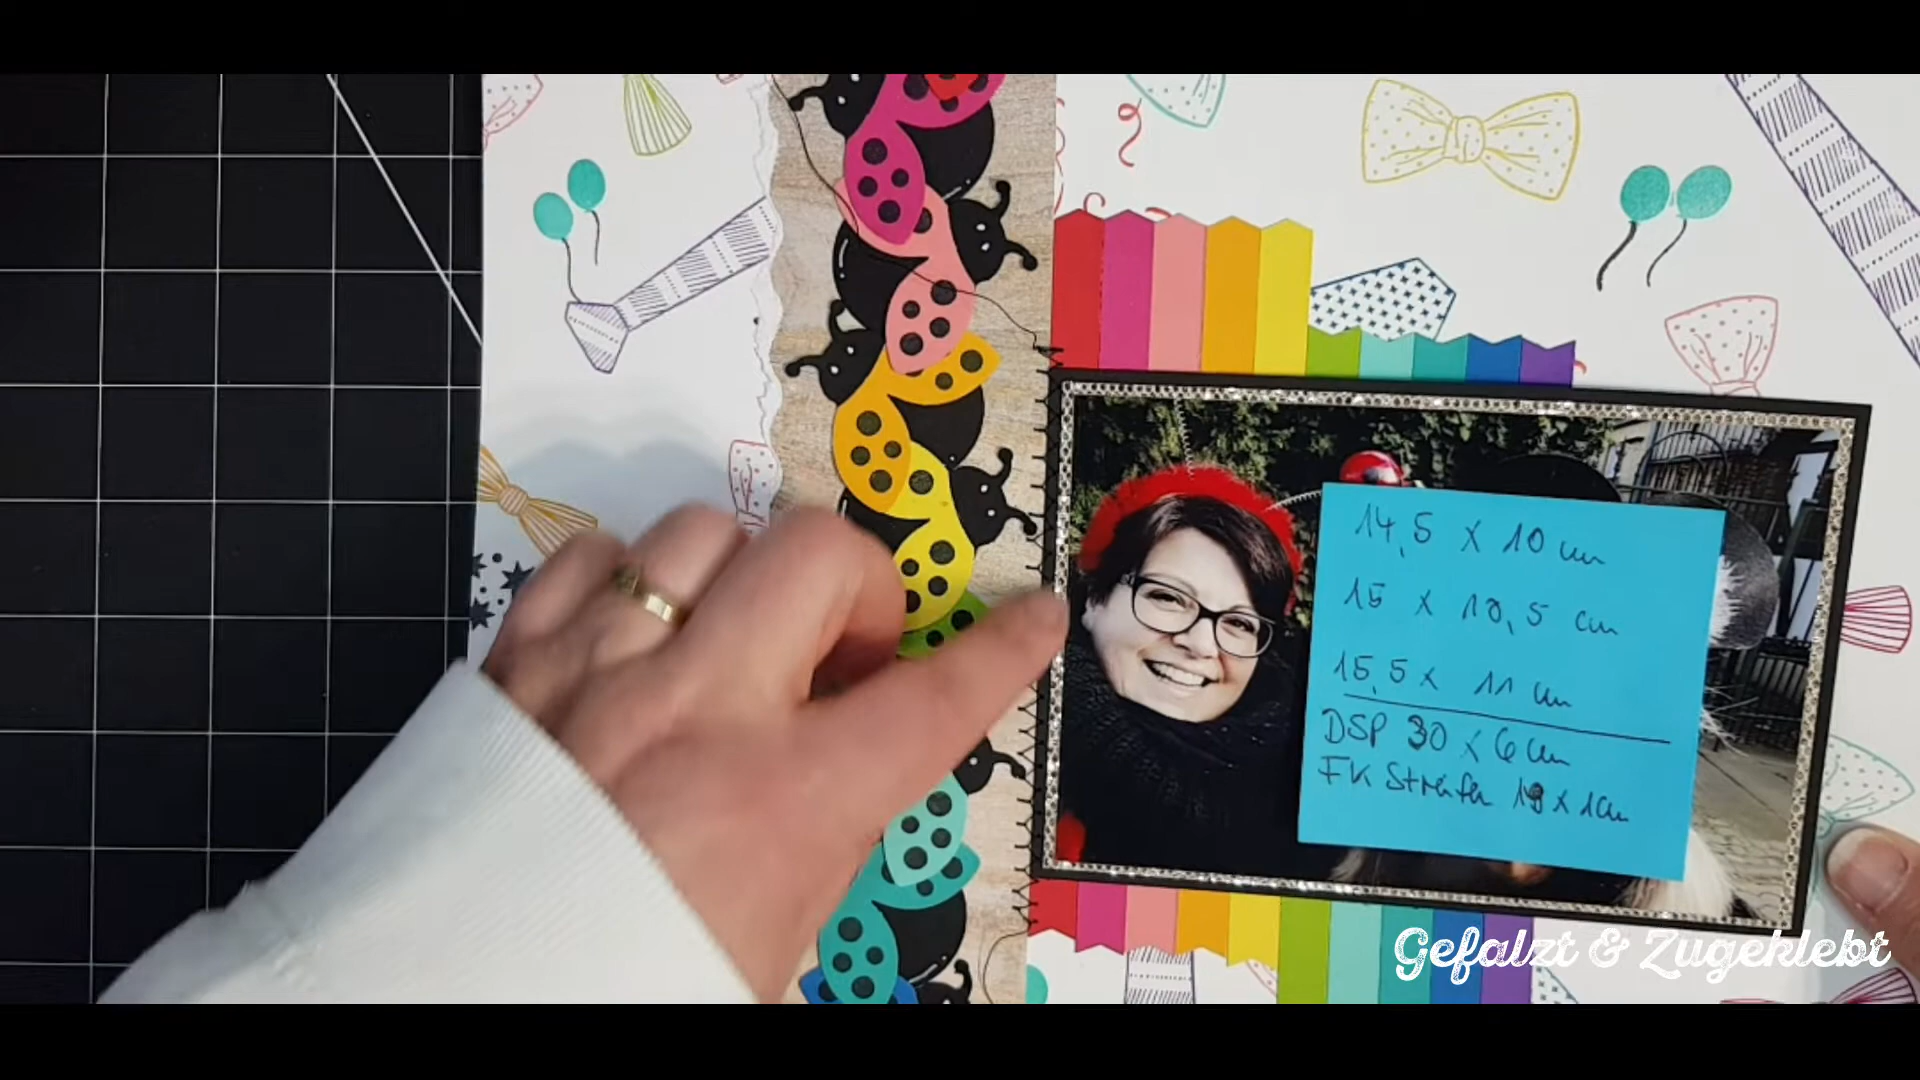 14,5 x 10 cm
15 x 10,5 cm
15,5 x 11 cm
DSP 30 x 6 cm
FK Streifen 18 x 1cm
Gefalzt & Zugeklebt